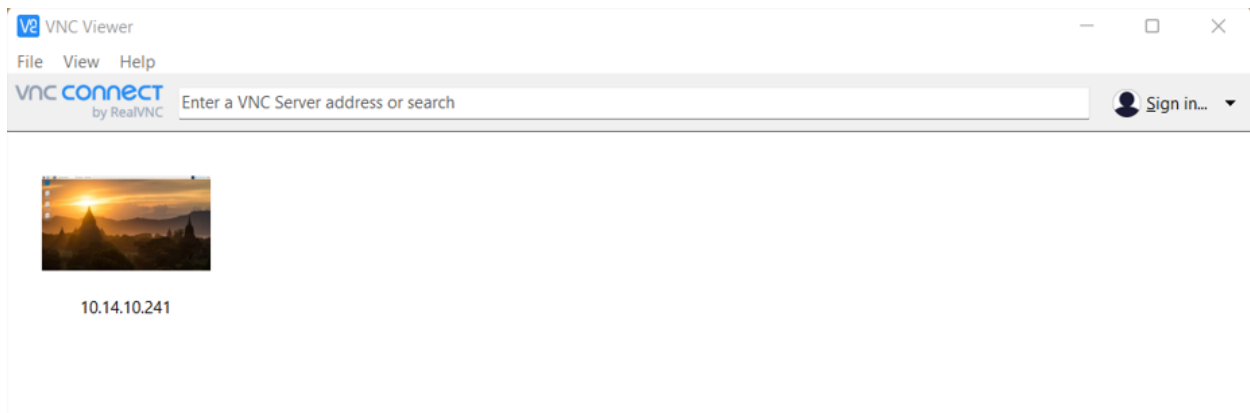 VNC Viewer
File View Help
vnc connect
by RealVNC
Enter a VNC Server address or search
Sign in...
10.14.10.241